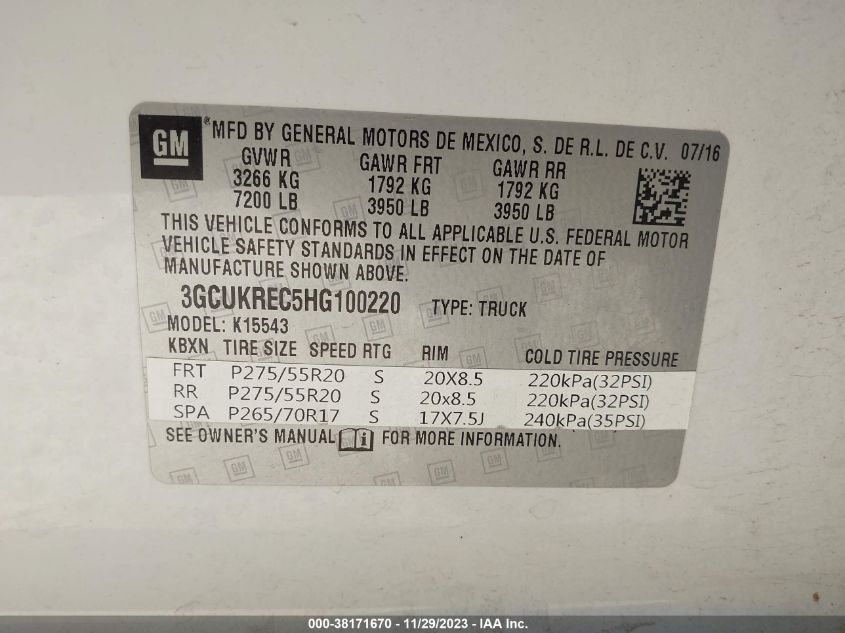 GM ® MFD BY GENERAL MOTORS DE MEXICO, S. DE R.L. DE C.V. 07/16
GVWR GAWR FRT GAWR RR
3266 KG 1792 KG 1792 KG
7200 LB 3950 LB 3950 LB
THIS VEHICLE CONFORMS TO ALL APPLICABLE U.S. FEDERAL MOTOR
VEHICLE SAFETY STANDARDS IN EFFECT ON THE DATE OF
MANUFACTURE SHOWN ABOVE.
3GCUKREC5HG100220 TYPE: TRUCK
MODEL: K15543
KBXN TIRE SIZE SPEED RTG RIM COLD TIRE PRESSURE
FRT P275/55R20 S 20X8.5 220kPa(32PSI)
RR P275/55R20 S 20x8.5 220kPa(32PSI)
SPA P265/70R17 S 17X7.5J 240kPa(35PSI)
SEE OWNER'S MANUAL i FOR MORE INFORMATION.
000-38171670 - 11/29/2023 - IAA Inc.